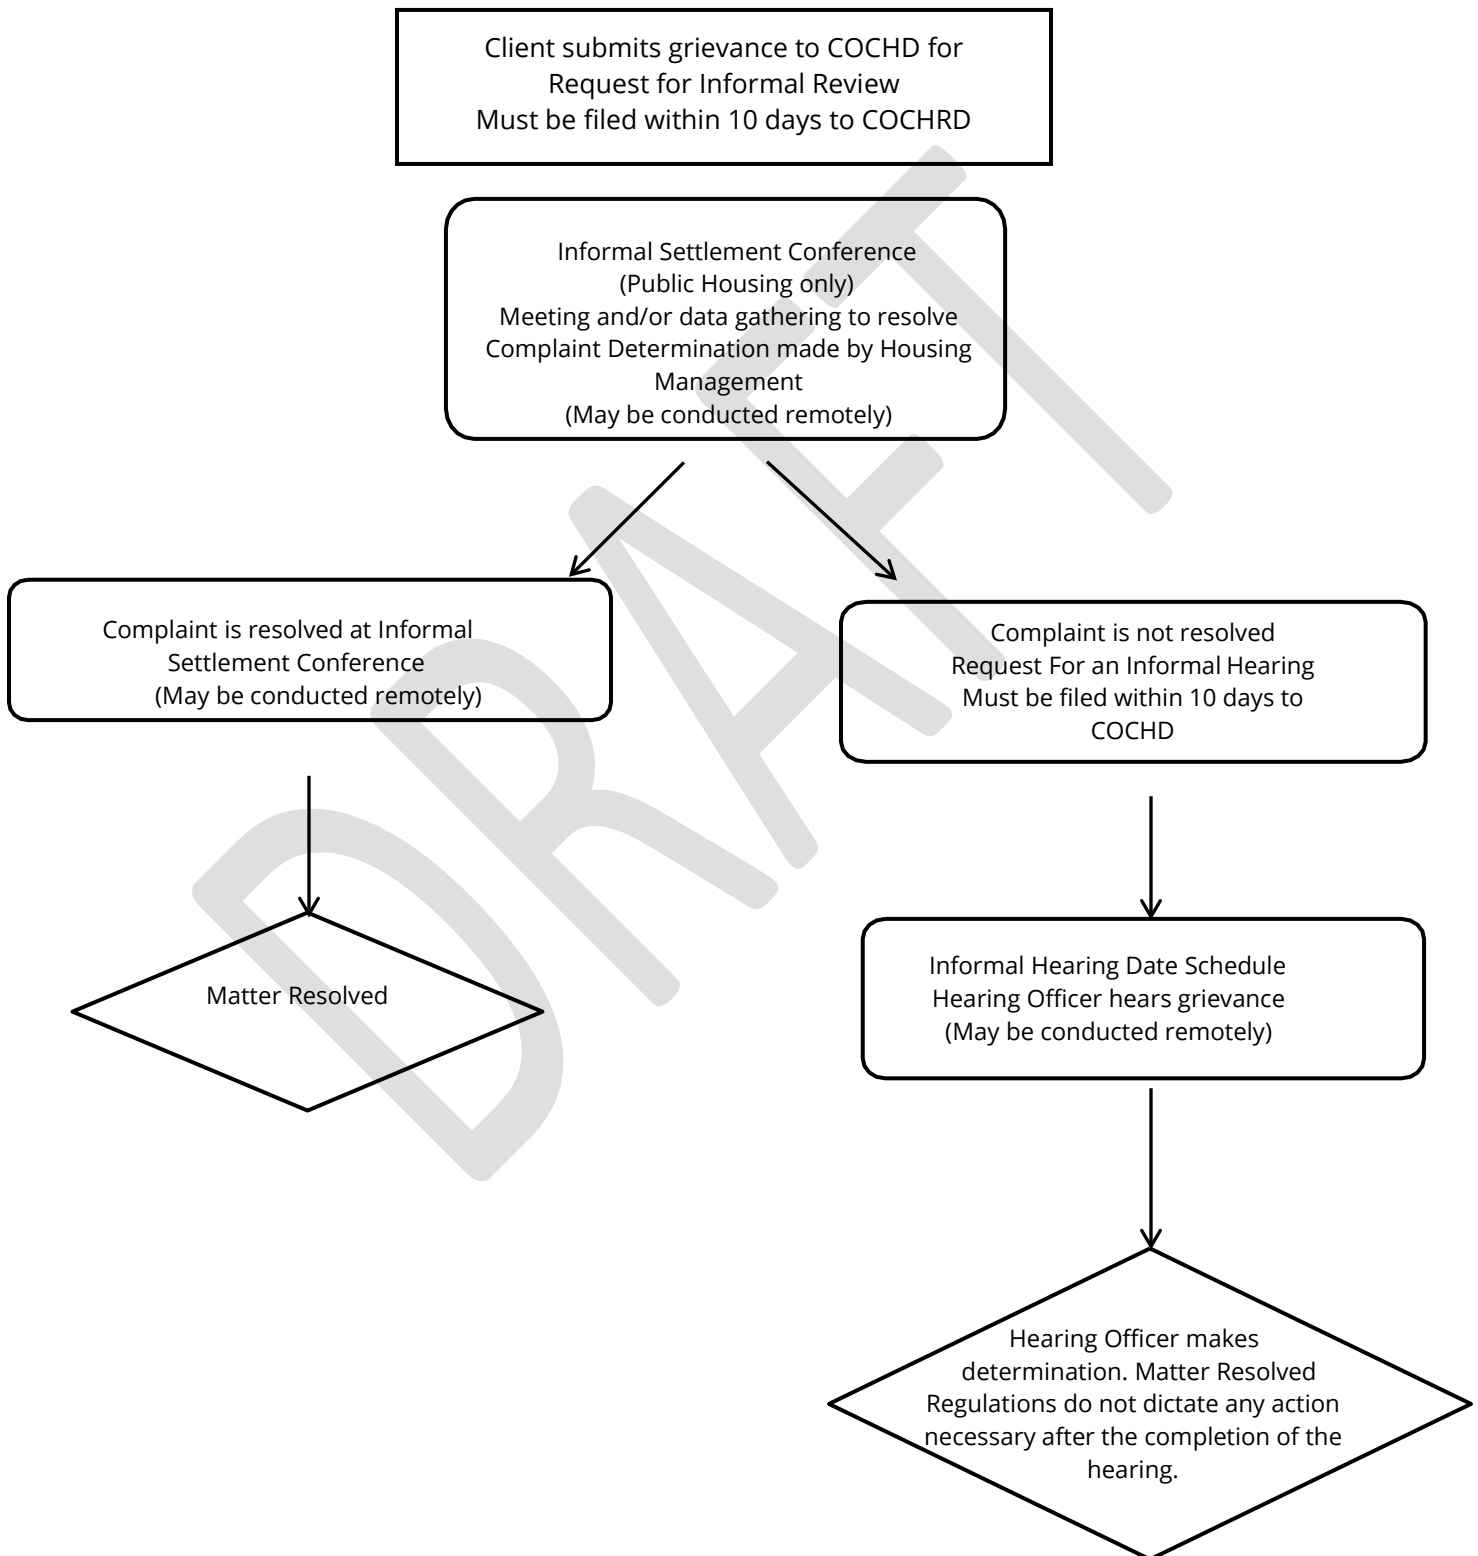 Client submits grievance to COCHD for
Request for Informal Review
Must be filed within 10 days to COCHRD
Informal Settlement Conference
(Public Housing only)
Meeting and/or data gathering to resolve
Complaint Determination made by Housing
Management
(May be conducted remotely)
Complaint is resolved at Informal
Settlement Conference
(May be conducted remotely)
Complaint is not resolved
Request For an Informal Hearing
Must be filed within 10 days to
COCHD
Matter Resolved
Informal Hearing Date Schedule
Hearing Officer hears grievance
(May be conducted remotely)
Hearing Officer makes
determination. Matter Resolved
Regulations do not dictate any action
necessary after the completion of the
hearing.
DRAFT